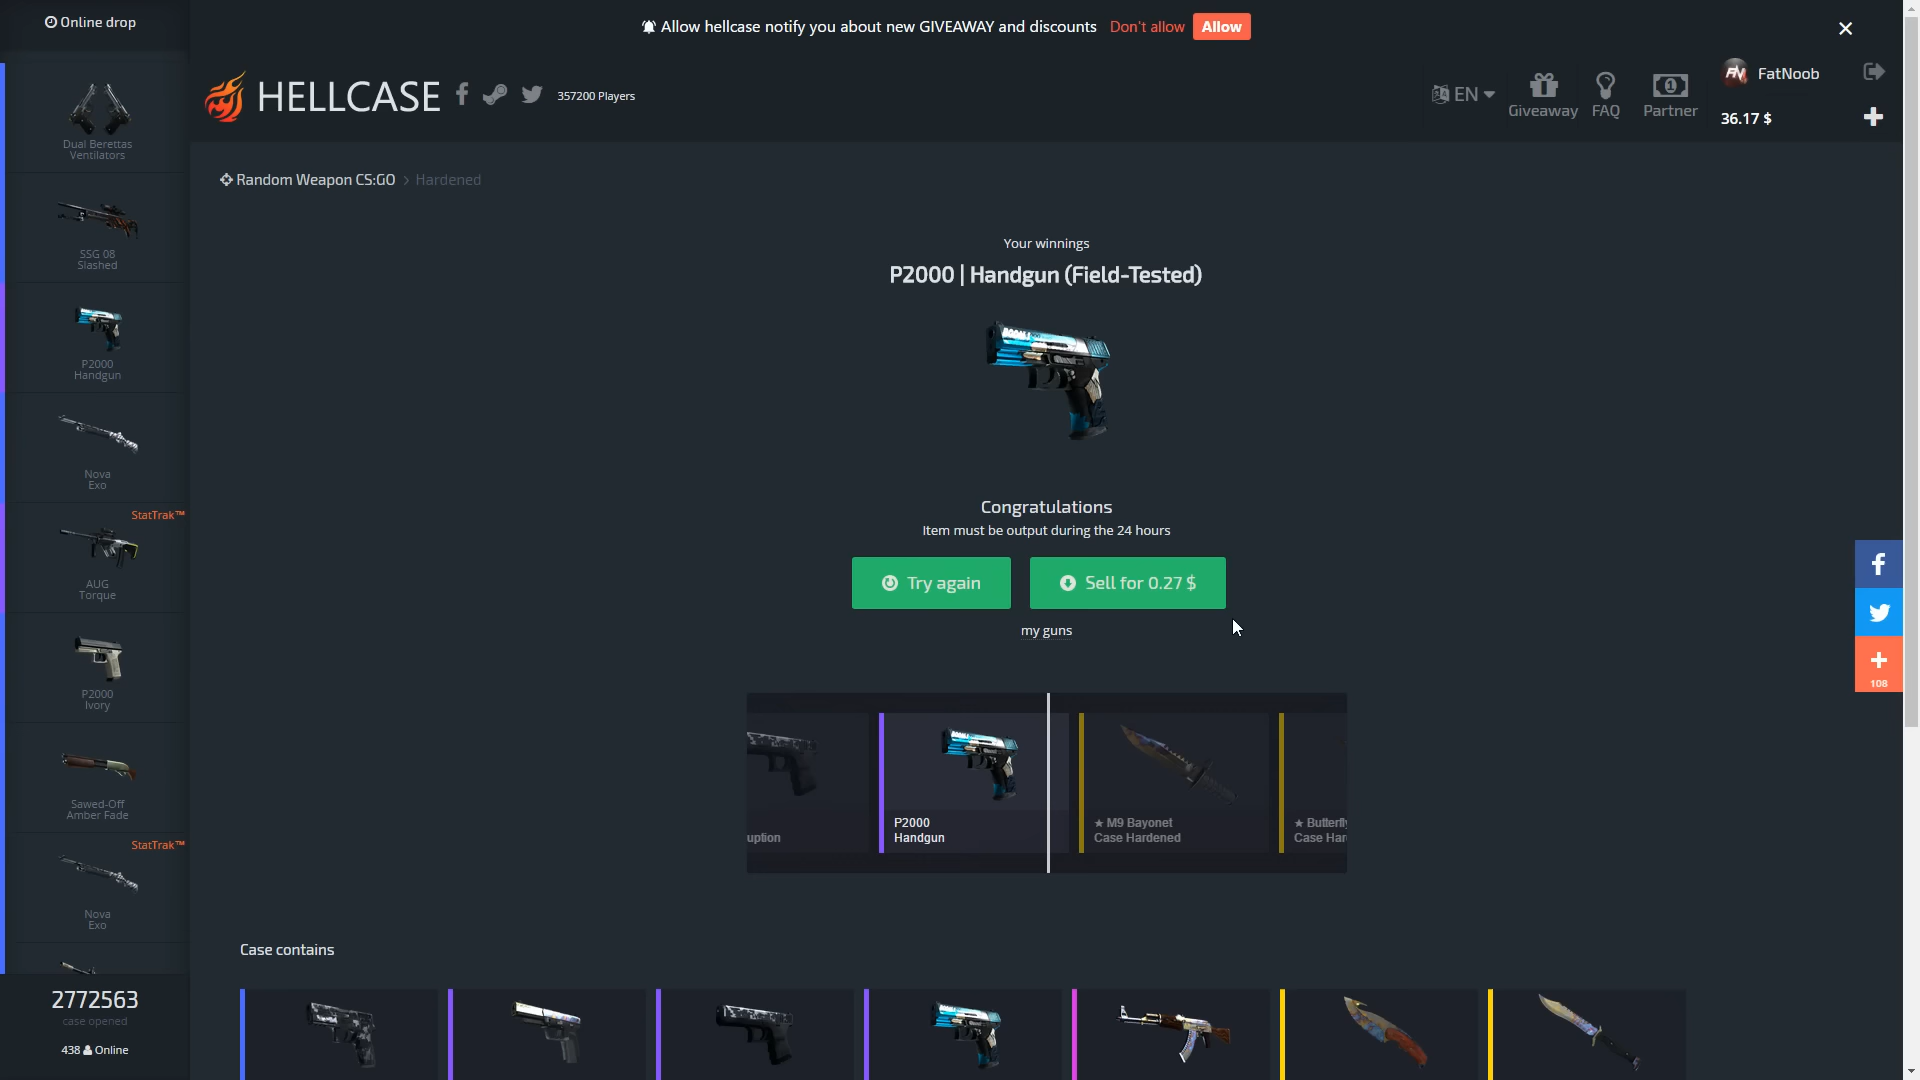 Online drop
Allow hellcase notify you about new GIVEAWAY and discounts Don't allow Allow
HELLCASE
357200 Players
EN
Giveaway
FAQ
Partner
FatNoob
36.17 $
Random Weapon CS:GO > Hardened
Dual Berettas
Ventilators
SSG 08
Slashed
P2000
Handgun
Nova
Exo
StatTrak™
AUG
Torque
P2000
Ivory
Sawed-Off
Amber Fade
StatTrak™
Nova
Exo
2772563
case opened
438 Online
Your winnings
P2000 | Handgun (Field-Tested)
BOOM
Congratulations
Item must be output during the 24 hours
Try again
Sell for 0.27 $
my guns
uption
P2000
Handgun
★ M9 Bayonet
Case Hardened
★ Butterfly
Case Har
108
Case contains